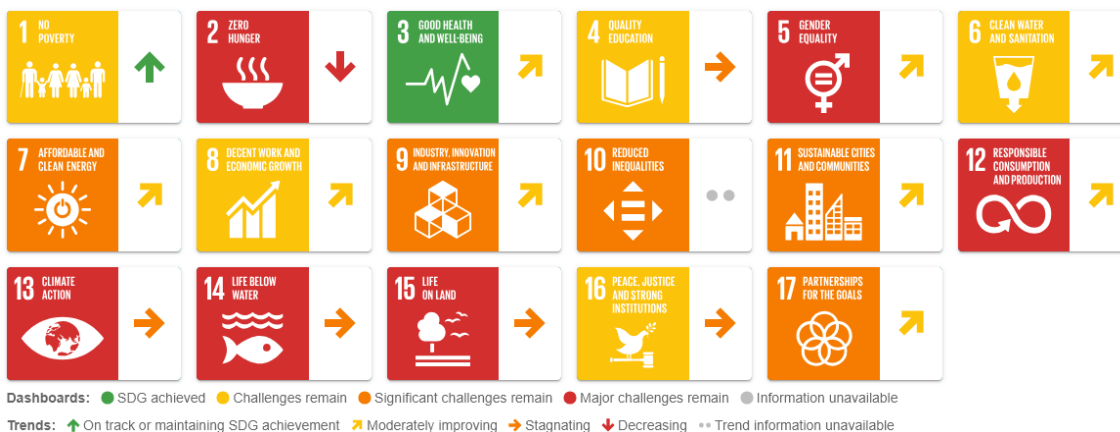 1 NO
POVERTY
2 ZERO
HUNGER
3 GOOD HEALTH
AND WELL-BEING
4 QUALITY
EDUCATION
5 GENDER
EQUALITY
6 CLEAN WATER
AND SANITATION
7 AFFORDABLE AND
CLEAN ENERGY
8 DECENT WORK AND
ECONOMIC GROWTH
9 INDUSTRY, INNOVATION
AND INFRASTRUCTURE
10 REDUCED
INEQUALITIES
11 SUSTAINABLE CITIES
AND COMMUNITIES
12 RESPONSIBLE
CONSUMPTION
AND PRODUCTION
13 CLIMATE
ACTION
14 LIFE BELOW
WATER
15 LIFE
ON LAND
16 PEACE, JUSTICE
AND STRONG
INSTITUTIONS
17 PARTNERSHIPS
FOR THE GOALS
Dashboards: SDG achieved Challenges remain Significant challenges remain Major challenges remain Information unavailable
Trends: On track or maintaining SDG achievement Moderately improving Stagnating Decreasing Trend information unavailable